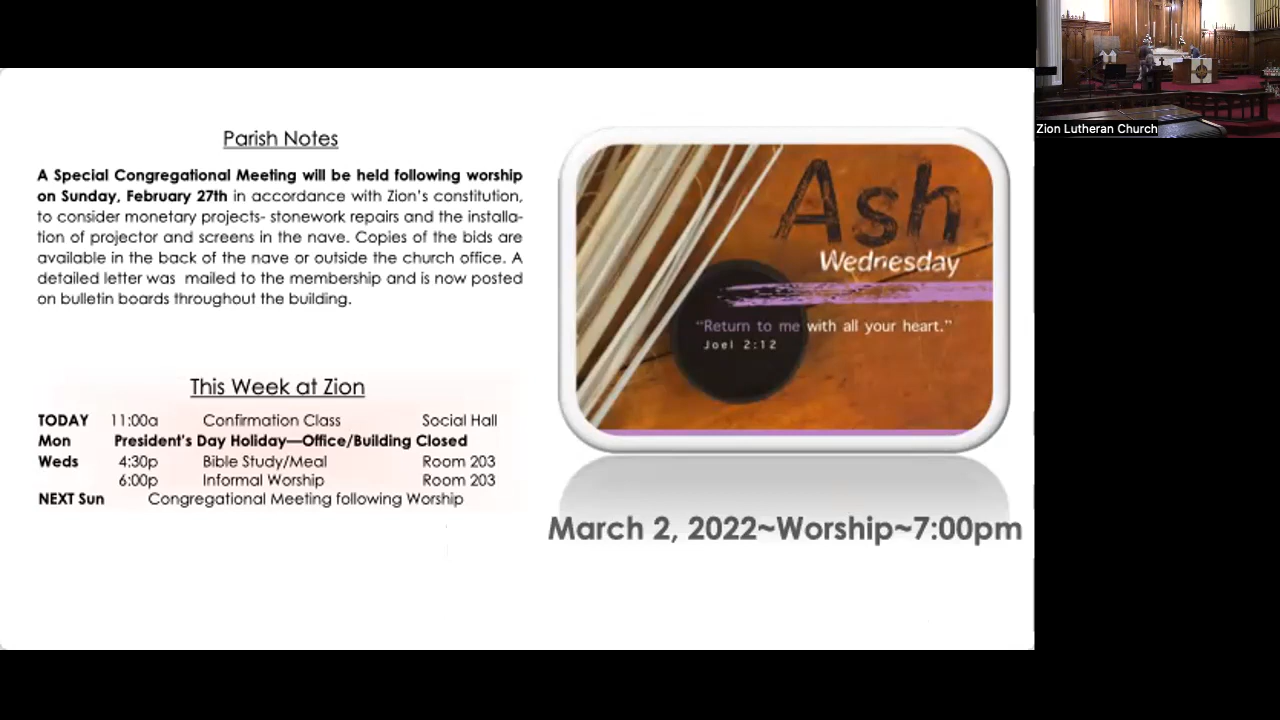 Parish Notes
A Special Congregational Meeting will be held following worship
on Sunday, February 27th in accordance with Zion's constitution,
to consider monetary projects- stonework repairs and the installa-
tion of projector and screens in the nave. Copies of the bids are
available in the back of the nave or outside the church office. A
detailed letter was mailed to the membership and is now posted
on bulletin boards throughout the building.
This Week at Zion
TODAY 11:00a Confirmation Class Social Hall
Mon President's Day Holiday—Office/Building Closed
Weds 4:30p Bible Study/Meal Room 203
6:00p Informal Worship Room 203
NEXT Sun Congregational Meeting following Worship
Ash
Wednesday
"Return to me with all your heart."
Joel 2:12
March 2, 2022~Worship~7:00pm
Zion Lutheran Church